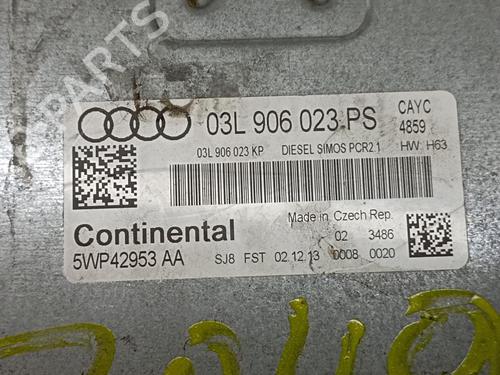 03L 906 023 PS
CAYC
4859
03L 906 023 KP DIESEL SIMOS PCR2.1 HW: H63
Continental
Made in Czech Rep.
02 3486
5WP42953 AA SJ8 FST 02.12.13 0008 0020